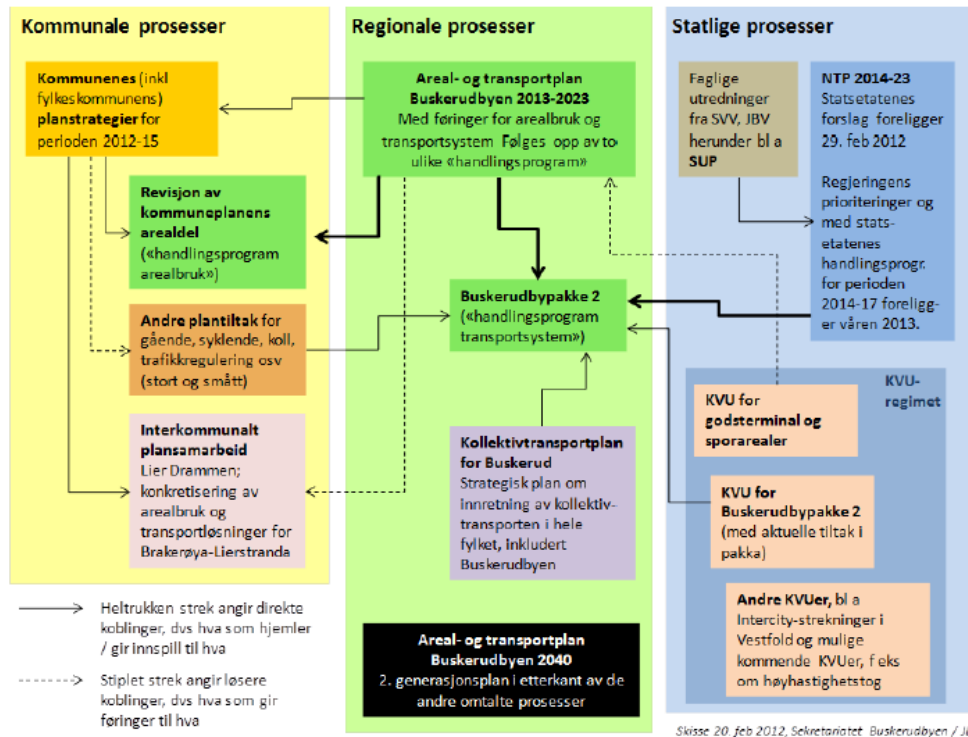 Kommunale prosesser
Kommunenes (inkl
fylkeskommunens)
planstrategier for
perioden 2012-15
Revisjon av
kommuneplanens
arealdel
(«handlingsprogram
arealbruk»)
Andre plantiltak for
gående, syklende, koll,
trafikkregulering osv
(stort og smått)
Interkommunalt
plansamarbeid
Lier Drammen;
konkretisering av
arealbruk og
transportløsninger for
Brakerøya-Lierstranda
Heltrukken strek angir direkte
koblinger, dvs hva som hjemler
/ gir innspill til hva
Stiplet strek angir løsere
koblinger, dvs hva som gir
føringer til hva
Regionale prosesser
Areal- og transportplan
Buskerudbyen 2013-2023
Med føringer for arealbruk og
transportsystem Følges opp av to
ulike «handlingsprogram»
Buskerudbypakke 2
(«handlingsprogram
transportsystem»)
Kollektivtransportplan
for Buskerud
Strategisk plan om
innretning av kollektiv-
transporten i hele
fylket, inkludert
Buskerudbyen
Areal- og transportplan
Buskerudbyen 2040
2. generasjonsplan i etterkant av de
andre omtalte prosesser
Statlige prosesser
Faglige
utredninger
fra SVV, JBV
herunder bl a
SUP
NTP 2014-23
Statsetatenes
forslag foreligger
29. feb 2012
Regjeringens
prioriteringer og
med stats-
etatenes
handlingsprogr.
for perioden
2014-17 foreligg-
er våren 2013.
KVU-
regimet
KVU for
godsterminal og
sporarealer
KVU for
Buskerudbypakke 2
(med aktuelle tiltak i
pakka)
Andre KVUer, bl a
Intercity-strekninger i
Vestfold og mulige
kommende KVUer, f eks
om høyhastighetstog
Skisse 20. feb 2012, Sekretariatet Buskerudbyen /